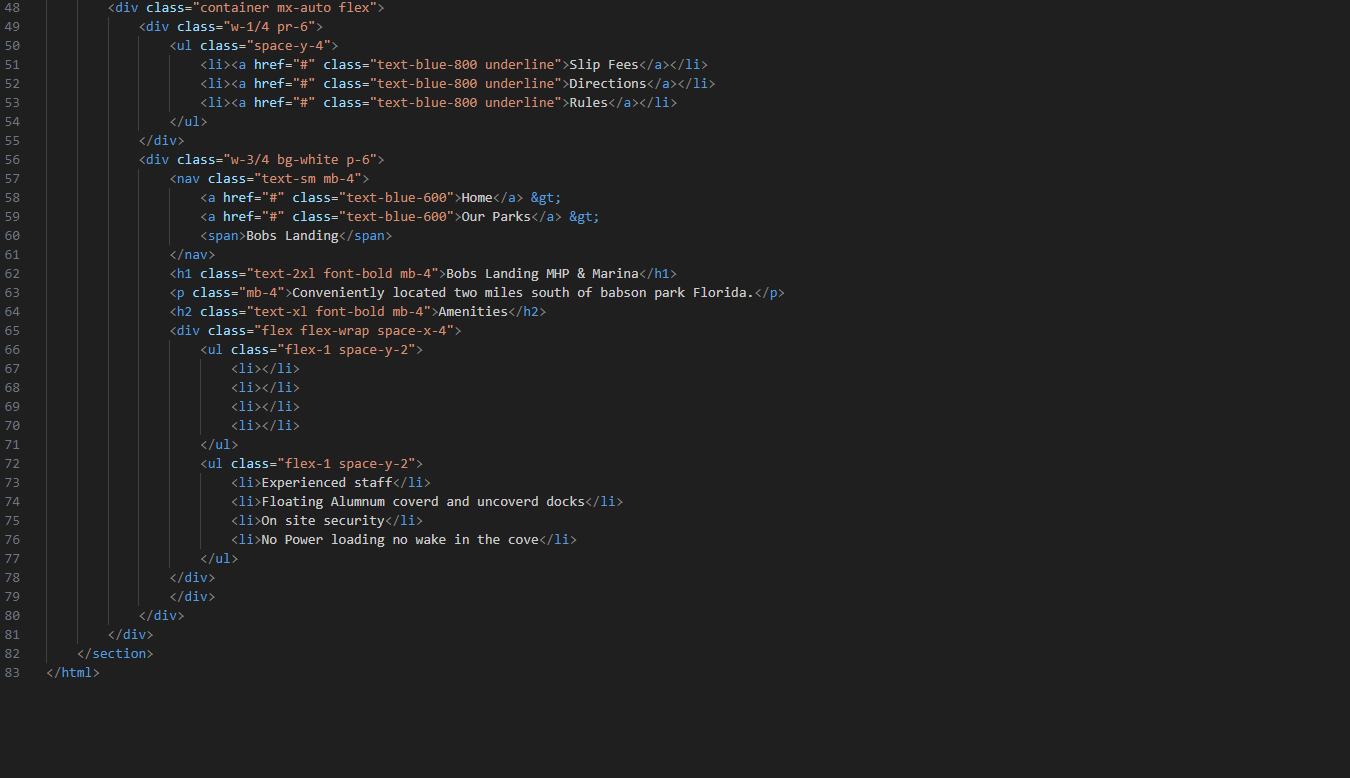 48 <div class="container mx-auto flex">
49 <div class="w-1/4 pr-6">
50 <ul class="space-y-4">
51 <li><a href="#" class="text-blue-800 underline">Slip Fees</a></li>
52 <li><a href="#" class="text-blue-800 underline">Directions</a></li>
53 <li><a href="#" class="text-blue-800 underline">Rules</a></li>
54 </ul>
55 </div>
56 <div class="w-3/4 bg-white p-6">
57 <nav class="text-sm mb-4">
58 <a href="#" class="text-blue-600">Home</a> &gt;
59 <a href="#" class="text-blue-600">Our Parks</a> &gt;
60 <span>Bobs Landing</span>
61 </nav>
62 <h1 class="text-2xl font-bold mb-4">Bobs Landing MHP & Marina</h1>
63 <p class="mb-4">Conveniently located two miles south of babson park Florida.</p>
64 <h2 class="text-xl font-bold mb-4">Amenities</h2>
65 <div class="flex flex-wrap space-x-4">
66 <ul class="flex-1 space-y-2">
67 <li></li>
68 <li></li>
69 <li></li>
70 <li></li>
71 </ul>
72 <ul class="flex-1 space-y-2">
73 <li>Experienced staff</li>
74 <li>Floating Alumnum coverd and uncoverd docks</li>
75 <li>On site security</li>
76 <li>No Power loading no wake in the cove</li>
77 </ul>
78 </div>
79 </div>
80 </div>
81 </div>
82 </section>
83 </html>